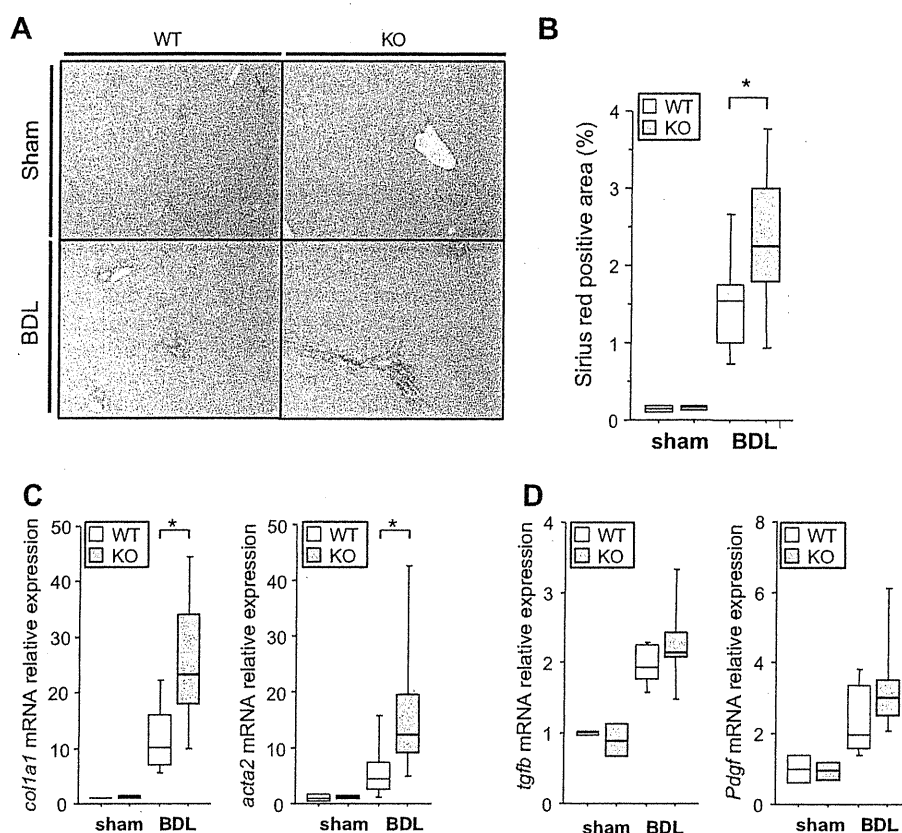 A
WT KO
Sham
BDL
B
Sirius red positive area (%)
4
3
2
1
0
WT
KO
*
sham BDL
C
col1a1 mRNA relative expression
50
40
30
20
10
0
WT
KO
*
sham BDL
acta2 mRNA relative expression
50
40
30
20
10
0
WT
KO
*
sham BDL
D
tgfb mRNA relative expression
4
3
2
1
0
WT
KO
sham BDL
Pdgf mRNA relative expression
8
6
4
2
0
WT
KO
sham BDL